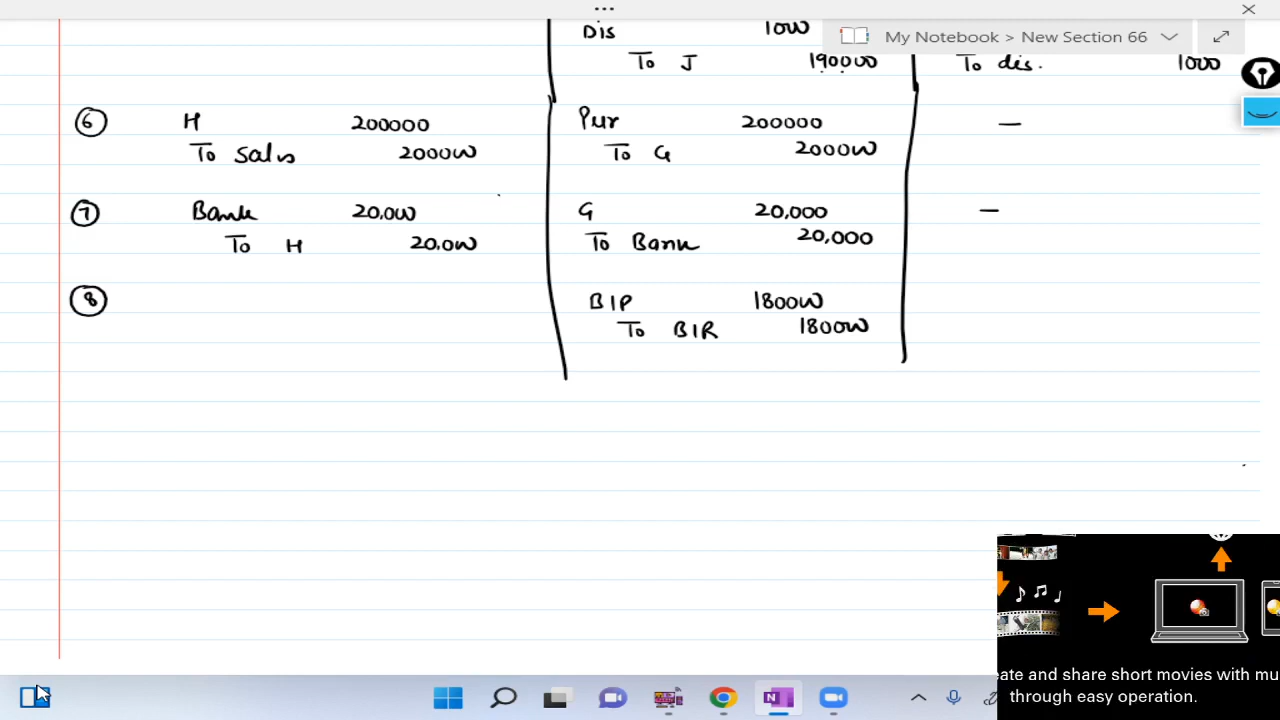 My Notebook > New Section 66
Dis 1000
To J 190000
To dis. 1000
6 H 200000 Pur 200000 —
To Sales 200000 To G 200000
7 Bank 20,000 G 20,000 —
To H 20,000 To Bank 20,000
8 BIP 180000
To BIR 180000
eate and share short movies with mu
through easy operation.